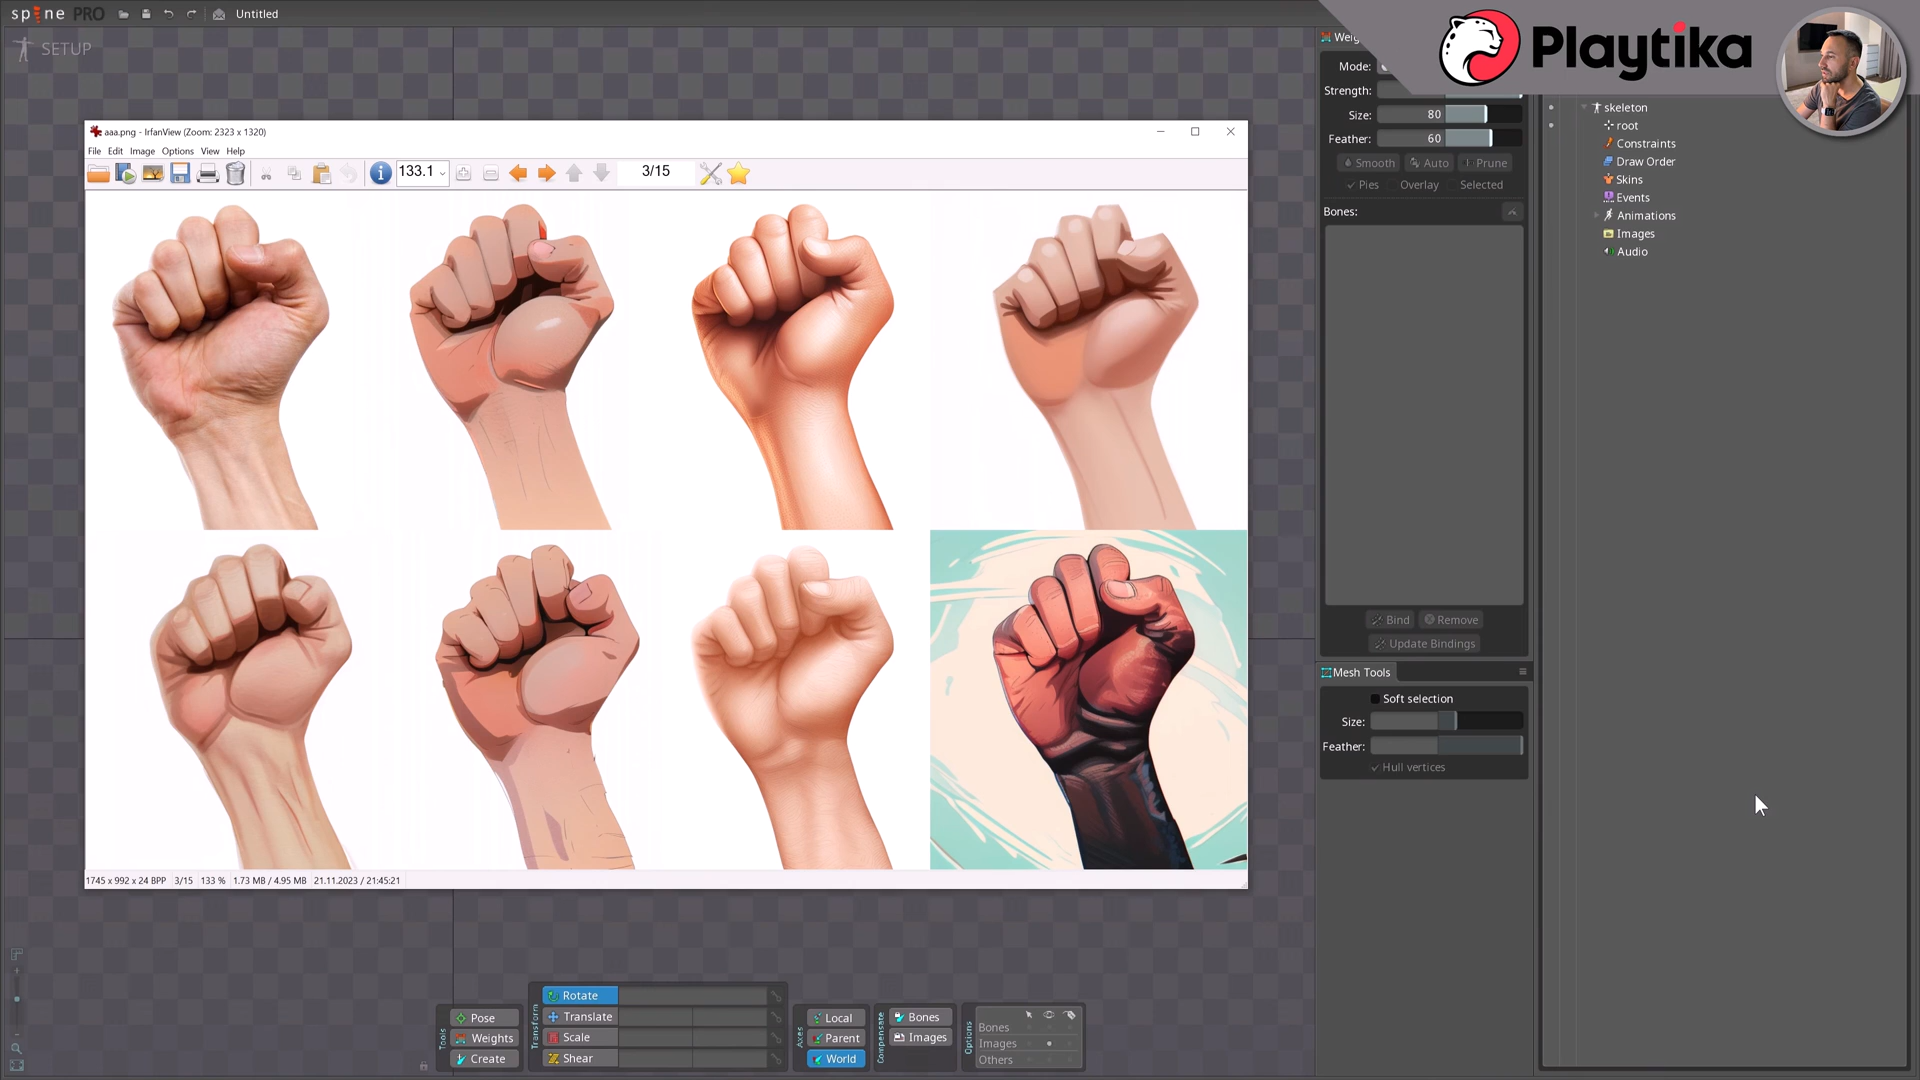 spine PRO
Untitled
SETUP
Playtika
aaa.png - IrfanView (Zoom: 2323 x 1320)
File Edit Image Options View Help
133.1
3/15
1745 x 992 x 24 BPP 3/15 133 % 1.73 MB / 4.95 MB 21.11.2023 / 21:45:21
Mode:
Strength:
Size: 80
Feather: 60
Smooth Auto Prune
Pies Overlay Selected
Bones:
Bind Remove
Update Bindings
Mesh Tools
Soft selection
Size:
Feather:
Hull vertices
skeleton
root
Constraints
Draw Order
Skins
Events
Animations
Images
Audio
Tools
Pose
Weights
Create
Transform
Rotate
Translate
Scale
Shear
Axes
Local
Parent
World
Compensate
Bones
Images
Options
Bones
Images
Others